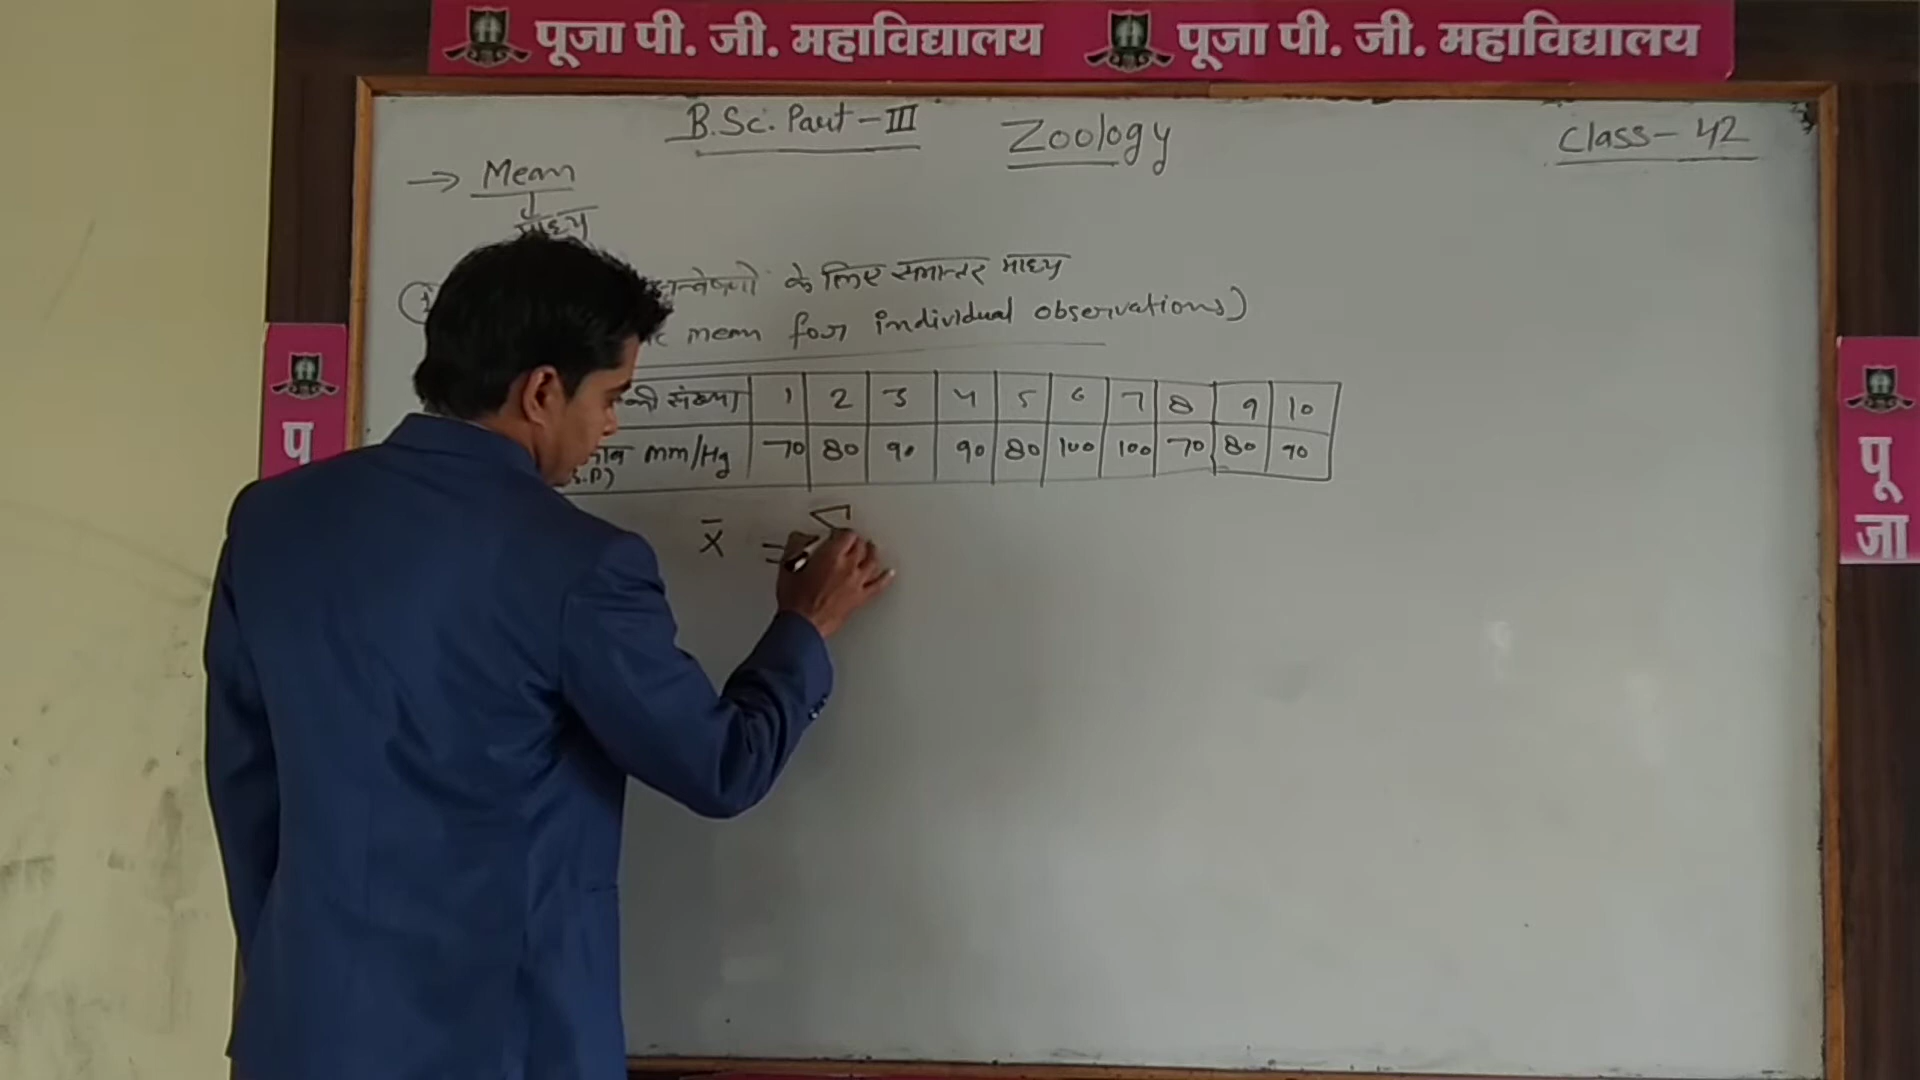 पूजा पी. जी. महाविद्यालय पूजा पी. जी. महाविद्यालय
B.Sc. Part-III Zoology Class-42
→ Mean
माध्य
के लिए समान्तर माध्य
mean for individual observations)
की संख्या 1 2 3 4 5 6 7 8 9 10
mm/Hg 70 80 90 90 80 100 100 70 80 90
x̄ = Σ
प
पू
जा